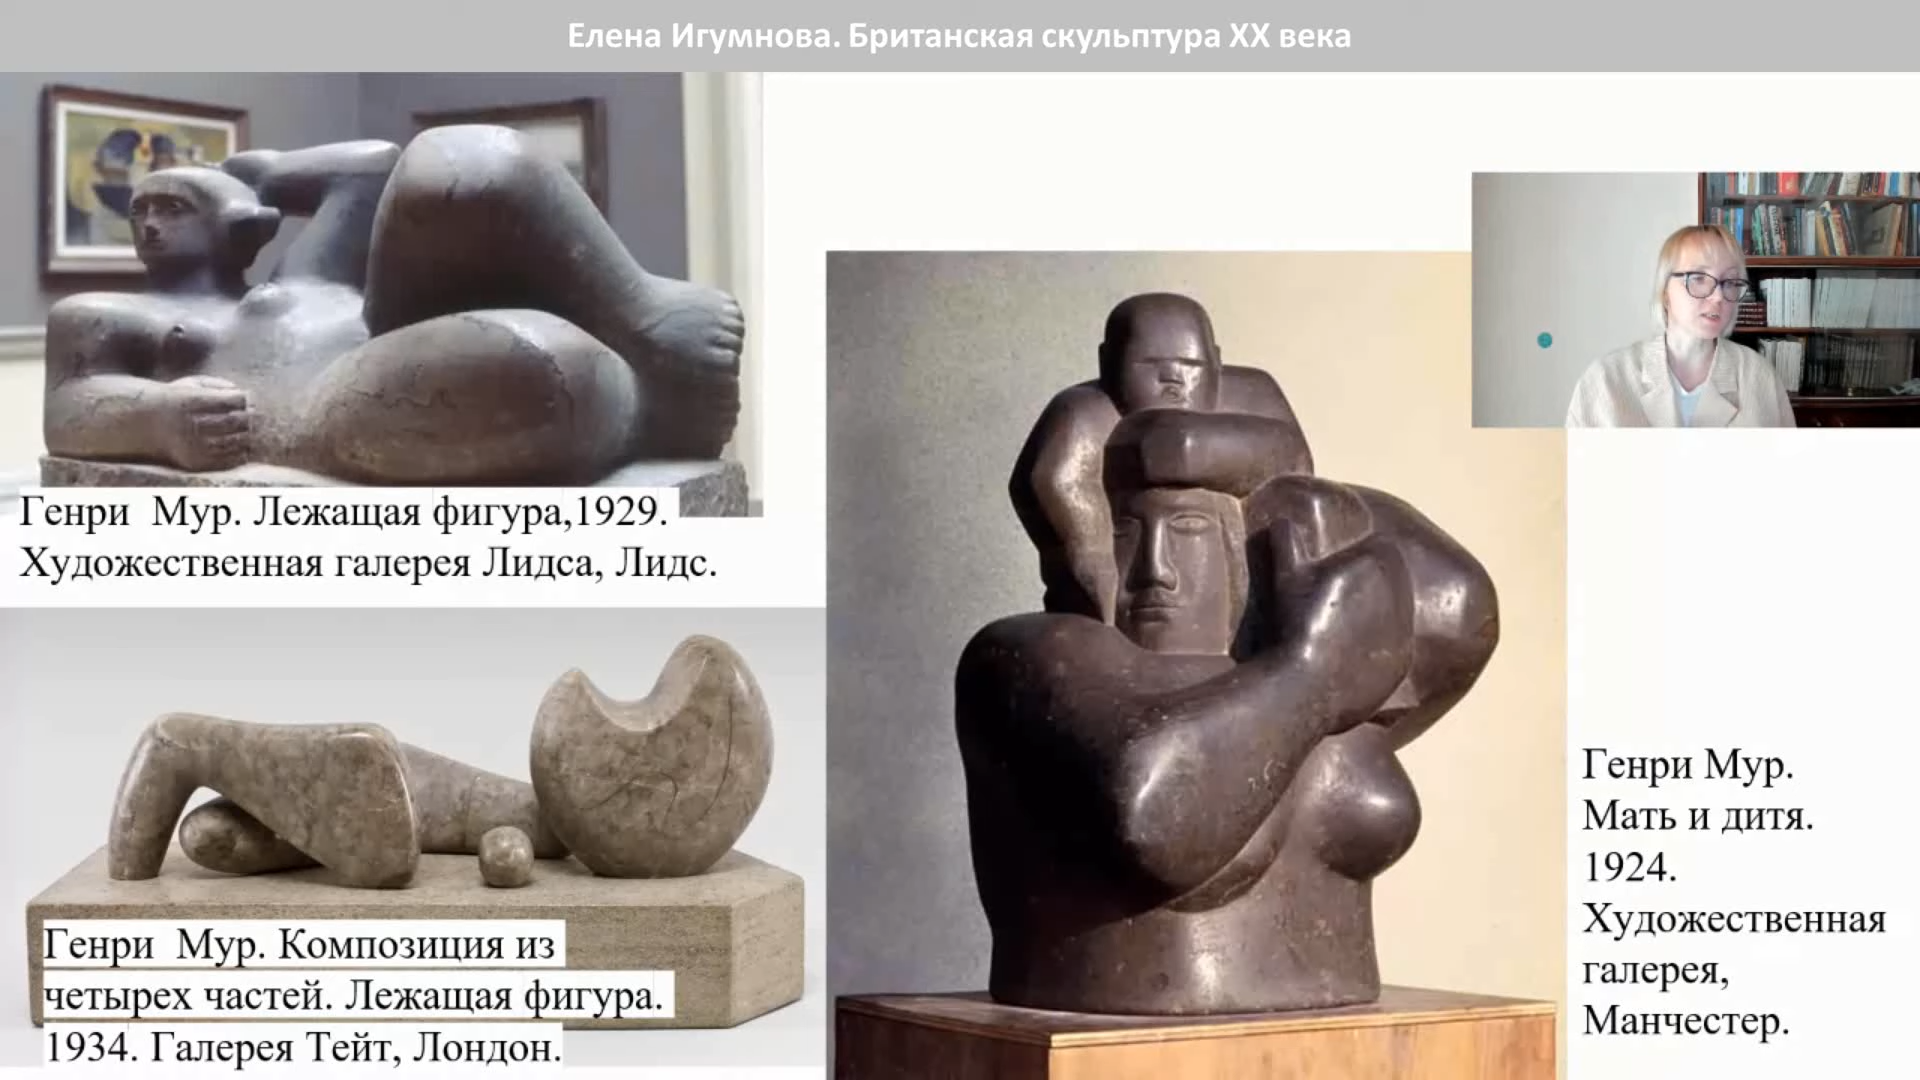 Елена Игумнова. Британская скульптура XX века
Генри Мур. Лежащая фигура,1929.
Художественная галерея Лидса, Лидс.
Генри Мур. Композиция из
четырех частей. Лежащая фигура.
1934. Галерея Тейт, Лондон.
Генри Мур.
Мать и дитя.
1924.
Художественная
галерея,
Манчестер.